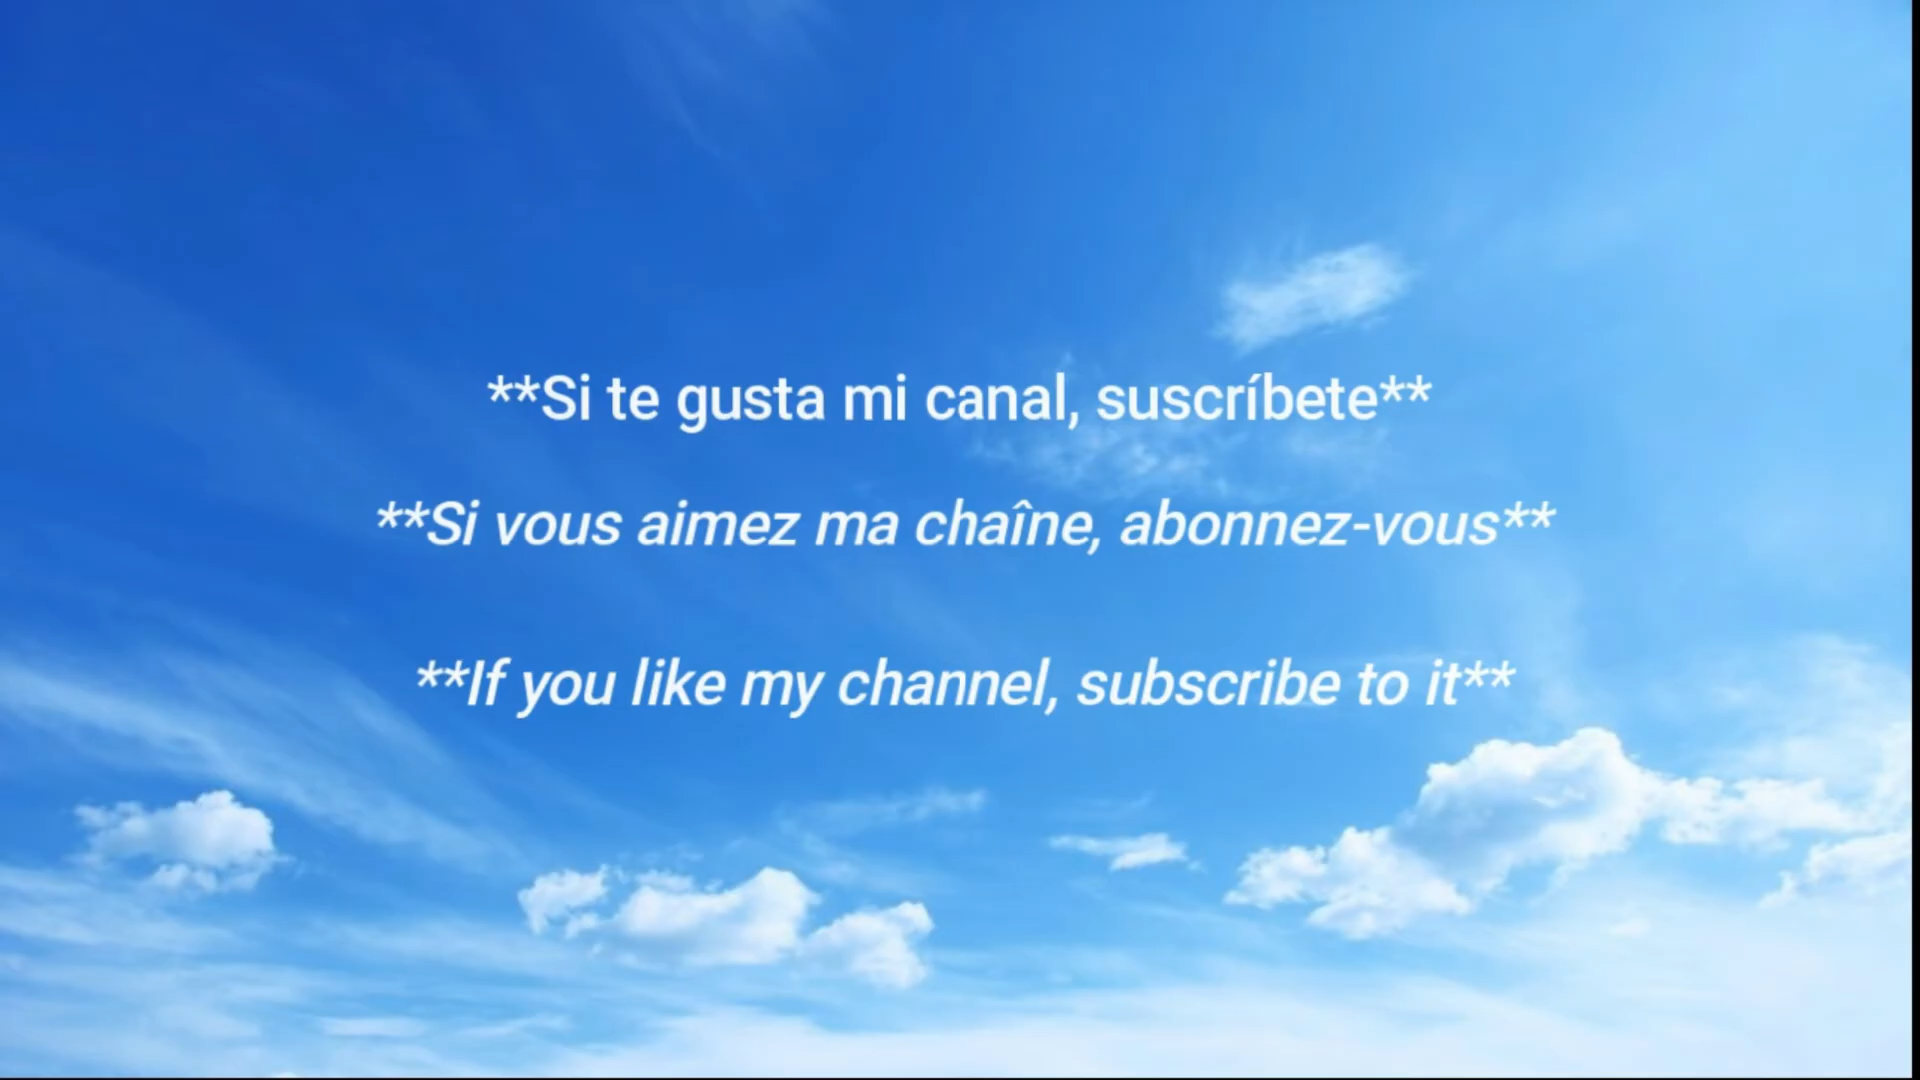 **Si te gusta mi canal, suscríbete**
**Si vous aimez ma chaîne, abonnez-vous**
**If you like my channel, subscribe to it**